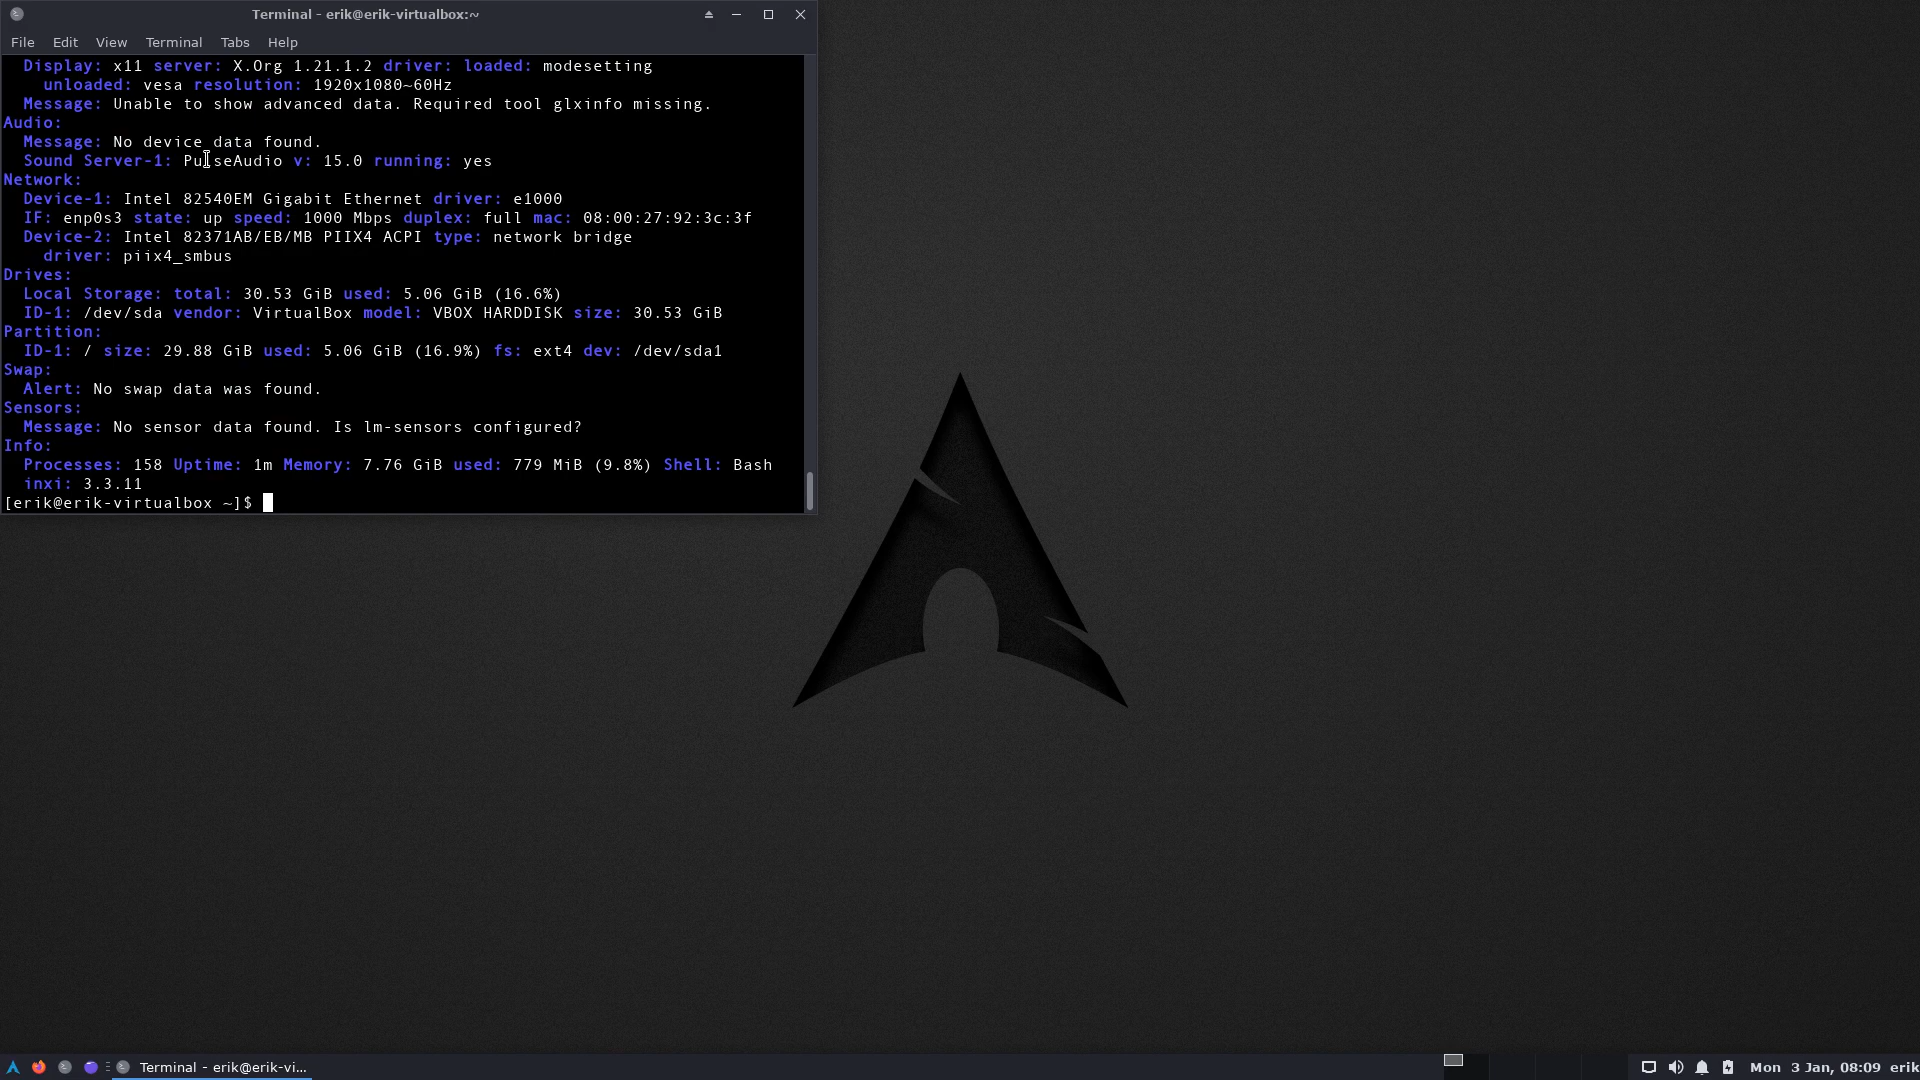 Terminal - erik@erik-virtualbox:~
File Edit View Terminal Tabs Help
Display: x11 server: X.Org 1.21.1.2 driver: loaded: modesetting
unloaded: vesa resolution: 1920x1080~60Hz
Message: Unable to show advanced data. Required tool glxinfo missing.
Audio:
Message: No device data found.
Sound Server-1: PulseAudio v: 15.0 running: yes
Network:
Device-1: Intel 82540EM Gigabit Ethernet driver: e1000
IF: enp0s3 state: up speed: 1000 Mbps duplex: full mac: 08:00:27:92:3c:3f
Device-2: Intel 82371AB/EB/MB PIIX4 ACPI type: network bridge
driver: piix4_smbus
Drives:
Local Storage: total: 30.53 GiB used: 5.06 GiB (16.6%)
ID-1: /dev/sda vendor: VirtualBox model: VBOX HARDDISK size: 30.53 GiB
Partition:
ID-1: / size: 29.88 GiB used: 5.06 GiB (16.9%) fs: ext4 dev: /dev/sda1
Swap:
Alert: No swap data was found.
Sensors:
Message: No sensor data found. Is lm-sensors configured?
Info:
Processes: 158 Uptime: 1m Memory: 7.76 GiB used: 779 MiB (9.8%) Shell: Bash
inxi: 3.3.11
[erik@erik-virtualbox ~]$
Terminal - erik@erik-vi...
Mon 3 Jan, 08:09 erik